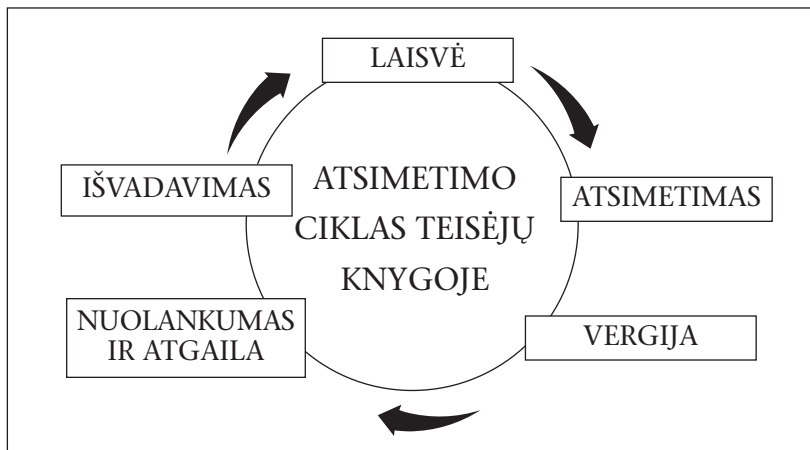 LAISVĖ
IŠVADAVIMAS
ATSIMETIMO
CIKLAS TEISĖJŲ
KNYGOJE
ATSIMETIMAS
NUOLANKUMAS
IR ATGAILA
VERGIJA